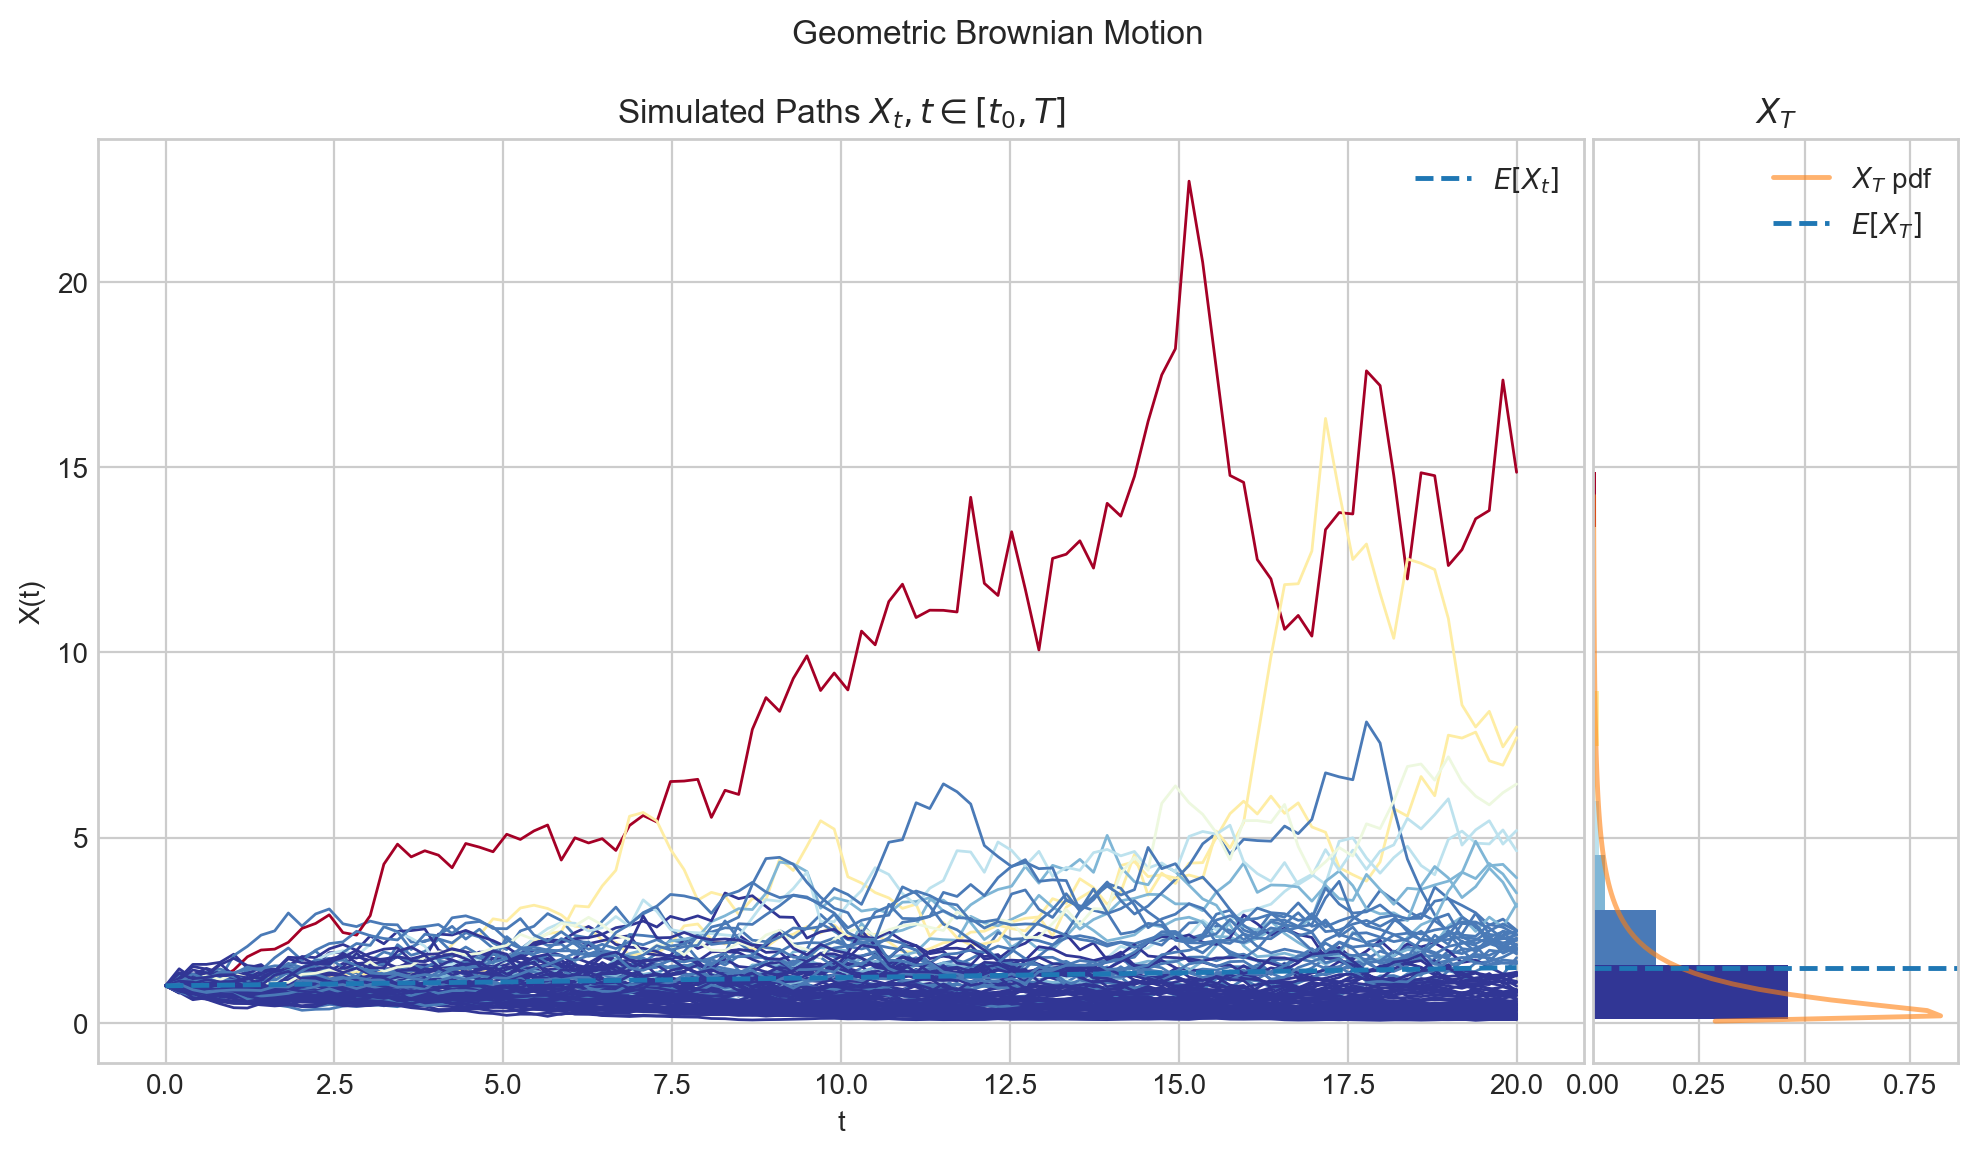 Geometric Brownian Motion
Simulated Paths $X_t, t \in [t_0, T]$
$X_T$
$E[X_t]$
$X_T$ pdf
$E[X_T]$
X(t)
20
15
10
5
0
0.0 2.5 5.0 7.5 10.0 12.5 15.0 17.5 20.0
0.00 0.25 0.50 0.75
t